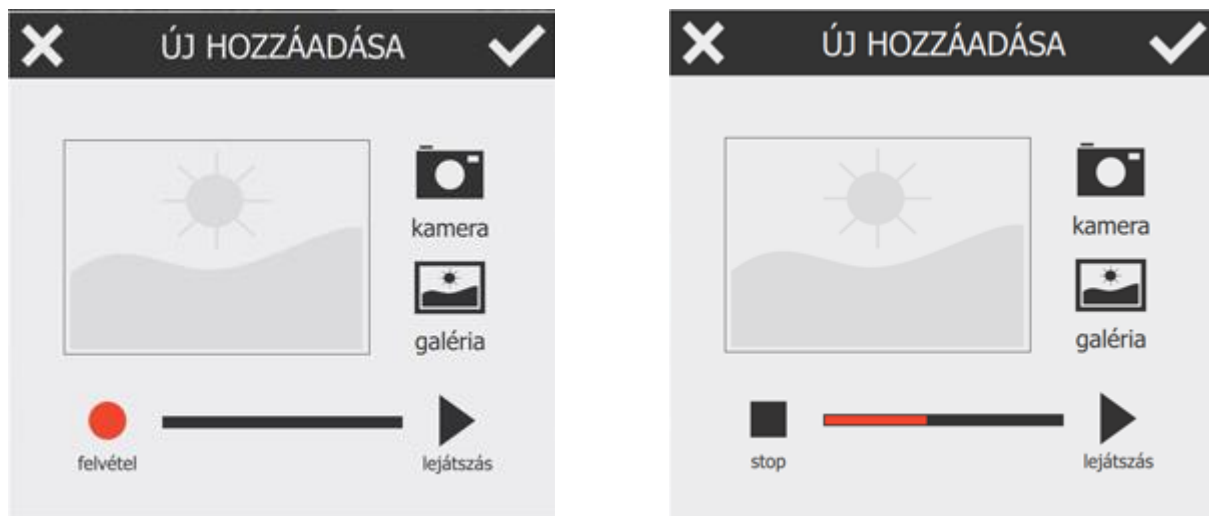 ÚJ HOZZÁADÁSA
kamera
galéria
felvétel
lejátszás
ÚJ HOZZÁADÁSA
kamera
galéria
stop
lejátszás